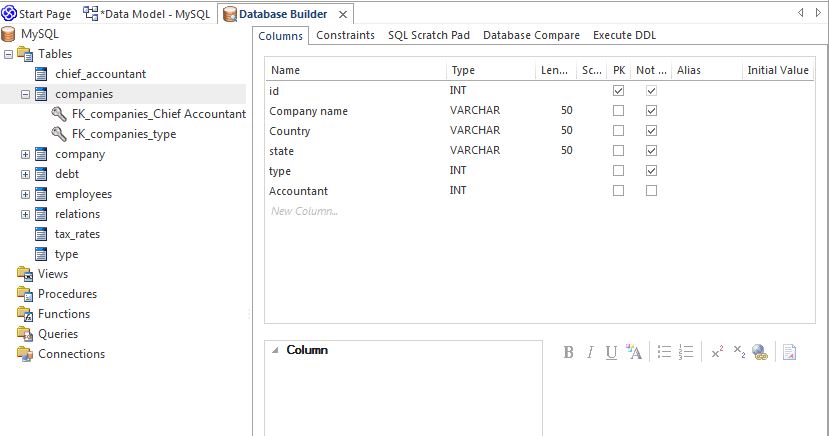 Start Page *Data Model - MySQL Database Builder
MySQL
Tables
chief_accountant
companies
FK_companies_Chief Accountant
FK_companies_type
company
debt
employees
relations
tax_rates
type
Views
Procedures
Functions
Queries
Connections
Columns Constraints SQL Scratch Pad Database Compare Execute DDL
Name Type Len... Sc... PK Not ... Alias Initial Value
id INT
Company name VARCHAR 50
Country VARCHAR 50
state VARCHAR 50
type INT
Accountant INT
New Column...
Column
B I U A x² x₂